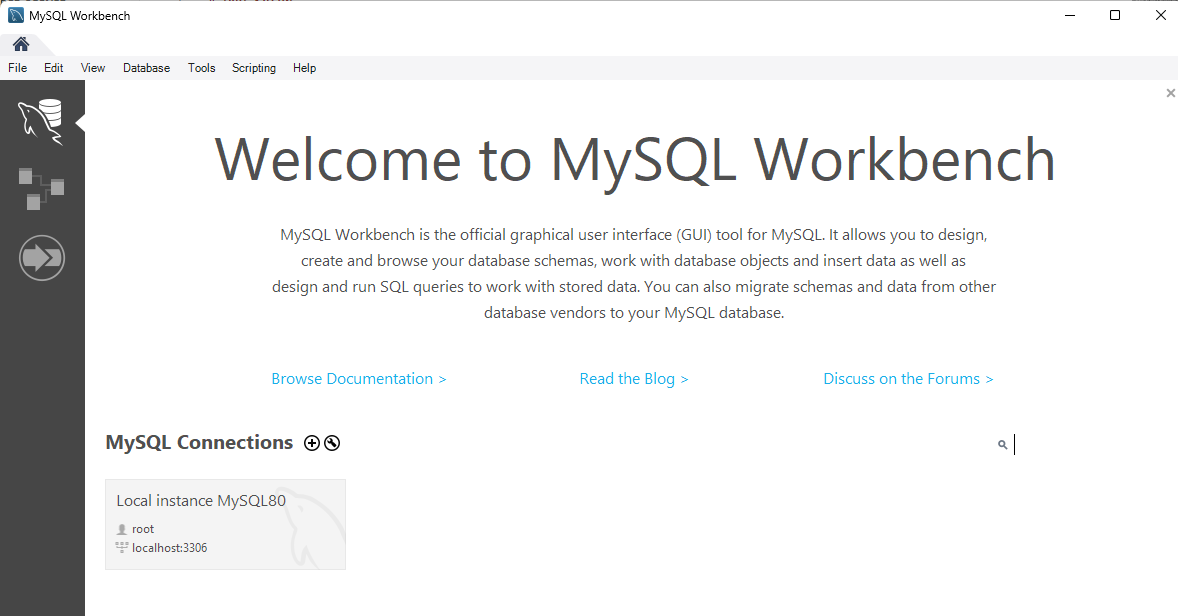 MySQL Workbench
File Edit View Database Tools Scripting Help
Welcome to MySQL Workbench
MySQL Workbench is the official graphical user interface (GUI) tool for MySQL. It allows you to design,
create and browse your database schemas, work with database objects and insert data as well as
design and run SQL queries to work with stored data. You can also migrate schemas and data from other
database vendors to your MySQL database.
Browse Documentation > Read the Blog > Discuss on the Forums >
MySQL Connections
Local instance MySQL80
root
localhost:3306